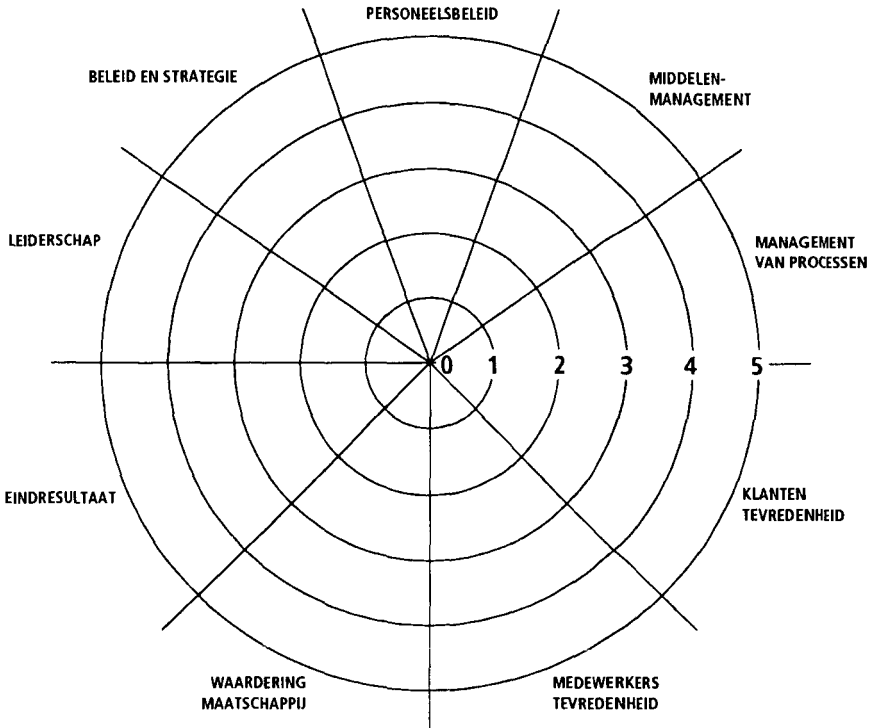 PERSONEELSBELEID
BELEID EN STRATEGIE
MIDDELEN-
MANAGEMENT
LEIDERSCHAP
MANAGEMENT
VAN PROCESSEN
0 1 2 3 4 5
EINDRESULTAAT
KLANTEN
TEVREDENHEID
WAARDERING
MAATSCHAPPIJ
MEDEWERKERS
TEVREDENHEID